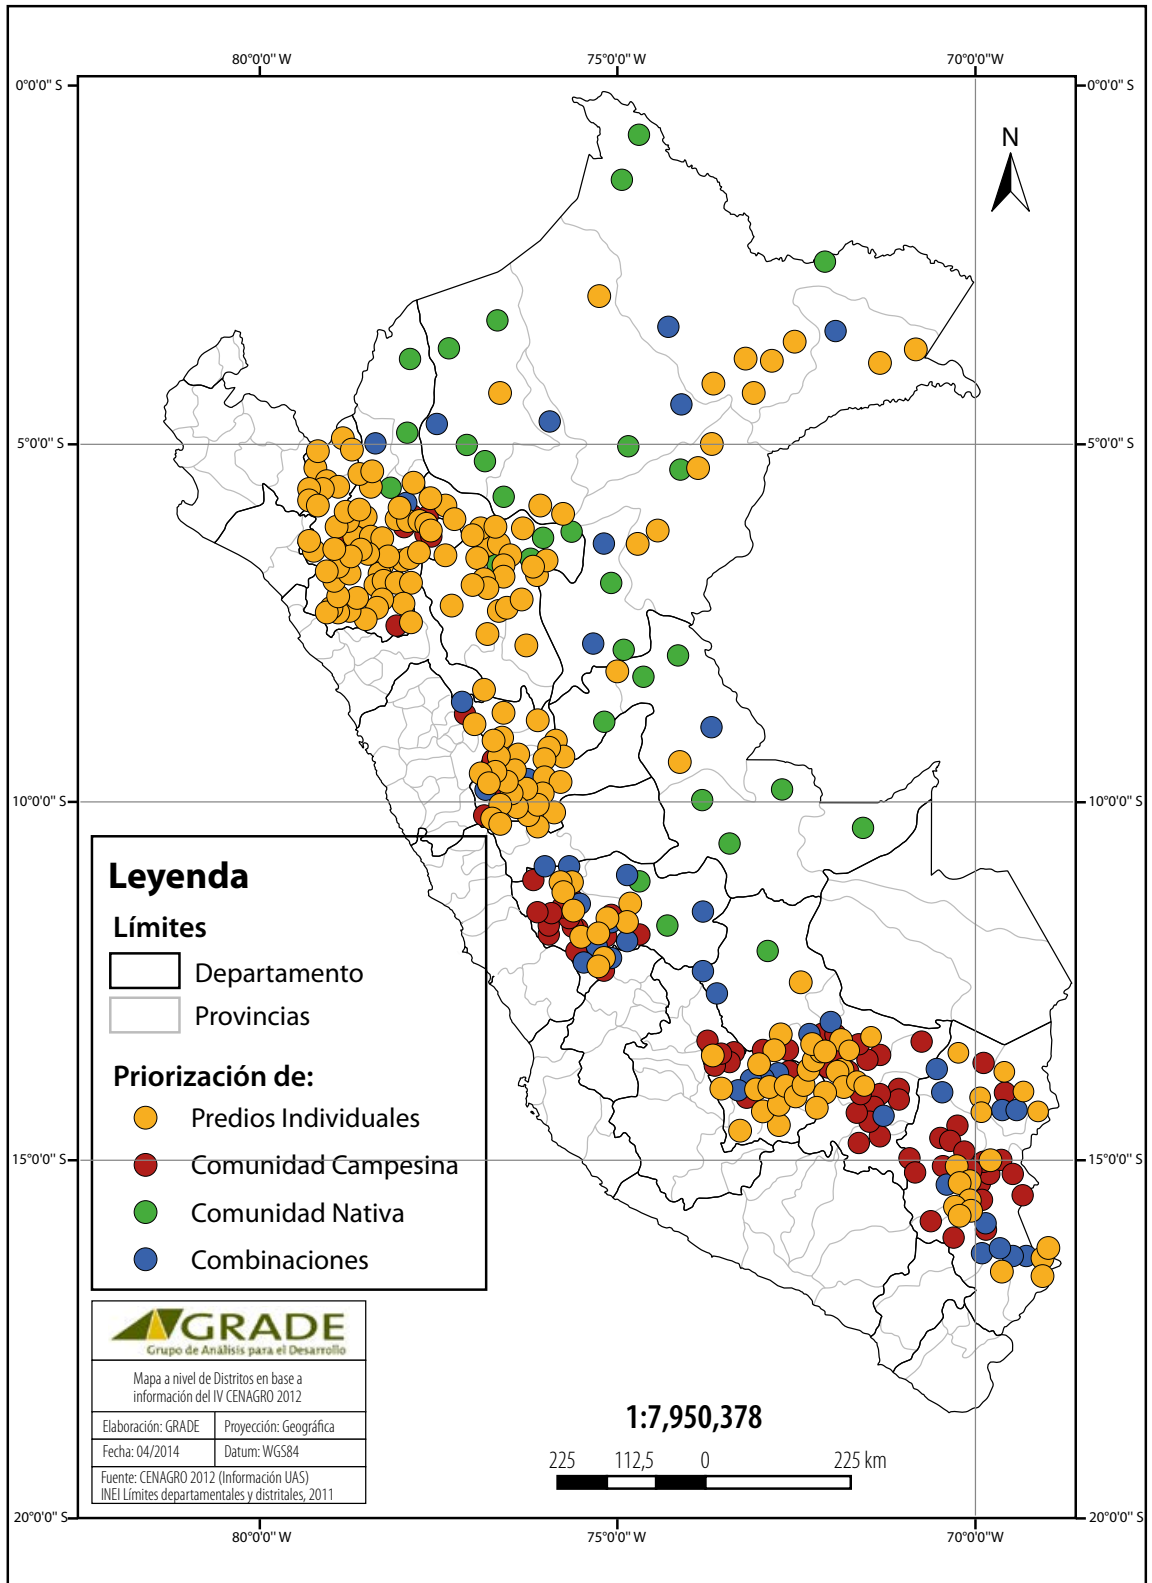 80°0'0" W
75°0'0" W
70°0'0" W
0°0'0" S
0°0'0" S
N
5°0'0" S
5°0'0" S
10°0'0" S
10°0'0" S
Leyenda
Límites
Departamento
Provincias
Priorización de:
Predios Individuales
Comunidad Campesina
Comunidad Nativa
Combinaciones
15°0'0" S
15°0'0" S
GRADE
Grupo de Análisis para el Desarrollo
Mapa a nivel de Distritos en base a
información del IV CENAGRO 2012
Elaboración: GRADE
Proyección: Geográfica
Fecha: 04/2014
Datum: WGS84
Fuente: CENAGRO 2012 (Información UAS)
INEI Límites departamentales y distritales, 2011
1:7,950,378
225 112,5 0 225 km
20°0'0" S
20°0'0" S
80°0'0" W
75°0'0" W
70°0'0" W